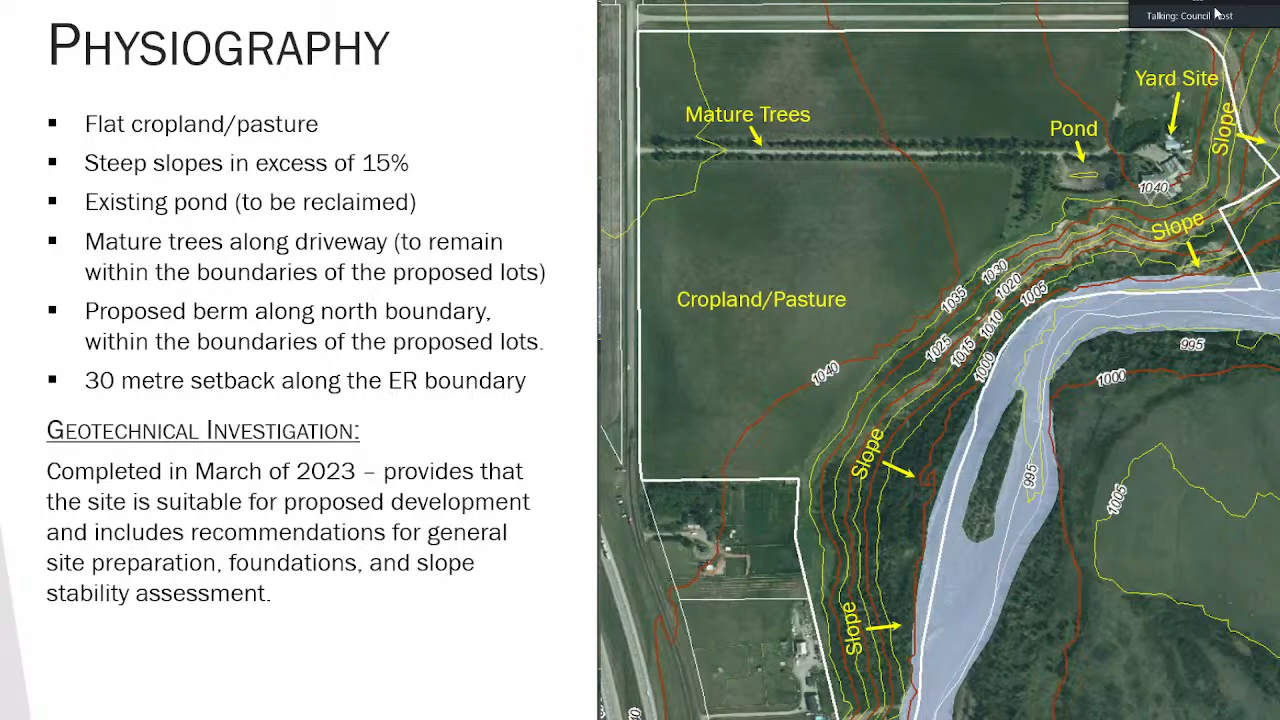 PHYSIOGRAPHY
▪ Flat cropland/pasture
▪ Steep slopes in excess of 15%
▪ Existing pond (to be reclaimed)
▪ Mature trees along driveway (to remain
within the boundaries of the proposed lots)
▪ Proposed berm along north boundary,
within the boundaries of the proposed lots.
▪ 30 metre setback along the ER boundary
GEOTECHNICAL INVESTIGATION:
Completed in March of 2023 – provides that
the site is suitable for proposed development
and includes recommendations for general
site preparation, foundations, and slope
stability assessment.
Talking: Council
Yard Site
Mature Trees
Pond
Slope
1040
Slope
Cropland/Pasture
1035
1030
1020
1005
1025
1015
1010
1000
995
1040
1000
Slope
995
1005
Slope